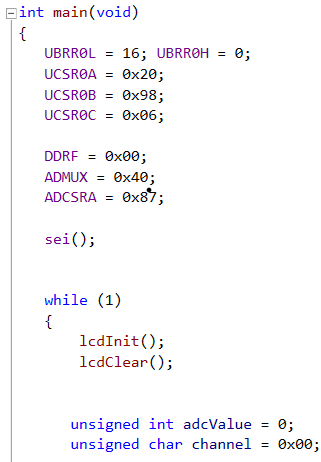 int main(void)
{
UBRR0L = 16; UBRR0H = 0;
UCSR0A = 0x20;
UCSR0B = 0x98;
UCSR0C = 0x06;
DDRF = 0x00;
ADMUX = 0x40;
ADCSRA = 0x87;
sei();
while (1)
{
lcdInit();
lcdClear();
unsigned int adcValue = 0;
unsigned char channel = 0x00;